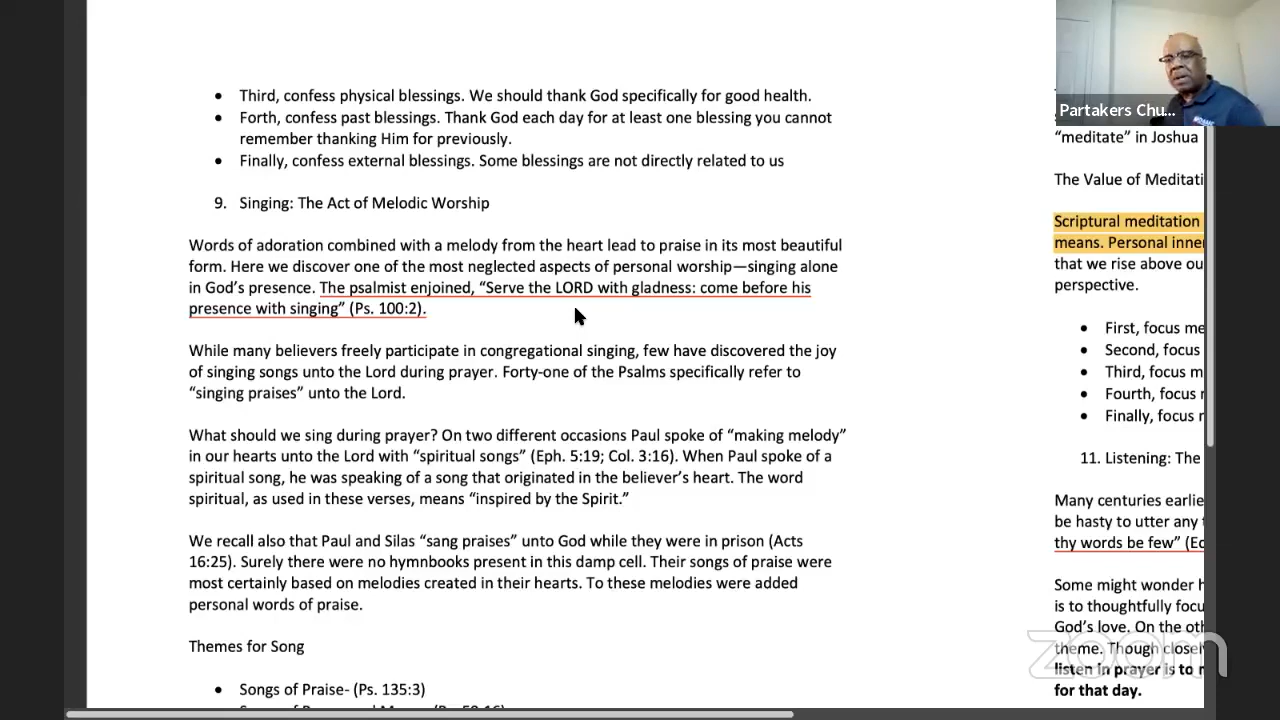 • Third, confess physical blessings. We should thank God specifically for good health.
• Forth, confess past blessings. Thank God each day for at least one blessing you cannot
remember thanking Him for previously.
• Finally, confess external blessings. Some blessings are not directly related to us
9. Singing: The Act of Melodic Worship
Words of adoration combined with a melody from the heart lead to praise in its most beautiful
form. Here we discover one of the most neglected aspects of personal worship—singing alone
in God’s presence. The psalmist enjoined, “Serve the LORD with gladness: come before his
presence with singing” (Ps. 100:2).
While many believers freely participate in congregational singing, few have discovered the joy
of singing songs unto the Lord during prayer. Forty-one of the Psalms specifically refer to
“singing praises” unto the Lord.
What should we sing during prayer? On two different occasions Paul spoke of “making melody”
in our hearts unto the Lord with “spiritual songs” (Eph. 5:19; Col. 3:16). When Paul spoke of a
spiritual song, he was speaking of a song that originated in the believer’s heart. The word
spiritual, as used in these verses, means “inspired by the Spirit.”
We recall also that Paul and Silas “sang praises” unto God while they were in prison (Acts
16:25). Surely there were no hymnbooks present in this damp cell. Their songs of praise were
most certainly based on melodies created in their hearts. To these melodies were added
personal words of praise.
Themes for Song
• Songs of Praise- (Ps. 135:3)
Partakers Chu...
“meditate” in Joshua
The Value of Meditati
Scriptural meditation
means. Personal inner
that we rise above ou
perspective.
• First, focus me
• Second, focus
• Third, focus m
• Fourth, focus
• Finally, focus
11. Listening: The
Many centuries earlie
be hasty to utter any
thy words be few” (Ec
Some might wonder h
is to thoughtfully focu
God’s love. On the oth
theme. Though closel
listen in prayer is to
for that day.
zoom